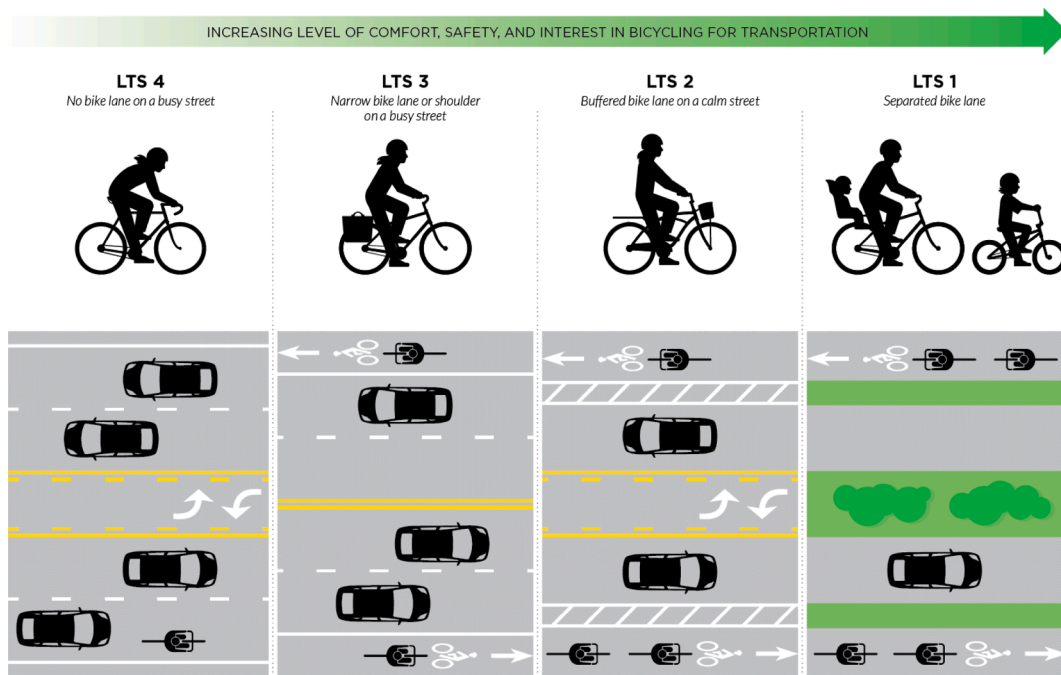 INCREASING LEVEL OF COMFORT, SAFETY, AND INTEREST IN BICYCLING FOR TRANSPORTATION
LTS 4
No bike lane on a busy street
LTS 3
Narrow bike lane or shoulder
on a busy street
LTS 2
Buffered bike lane on a calm street
LTS 1
Separated bike lane